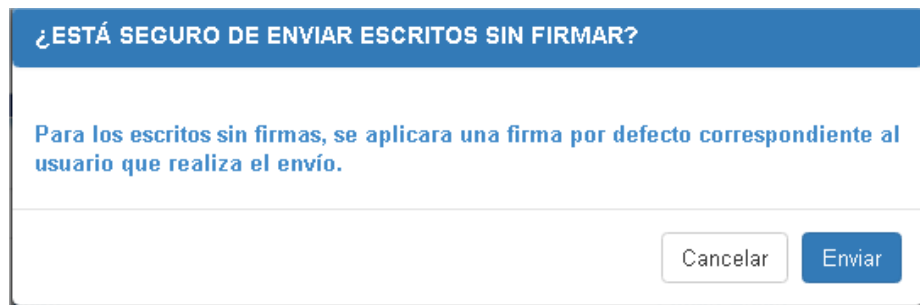 ¿ESTÁ SEGURO DE ENVIAR ESCRITOS SIN FIRMAR?
Para los escritos sin firmas, se aplicara una firma por defecto correspondiente al
usuario que realiza el envío.
Cancelar Enviar